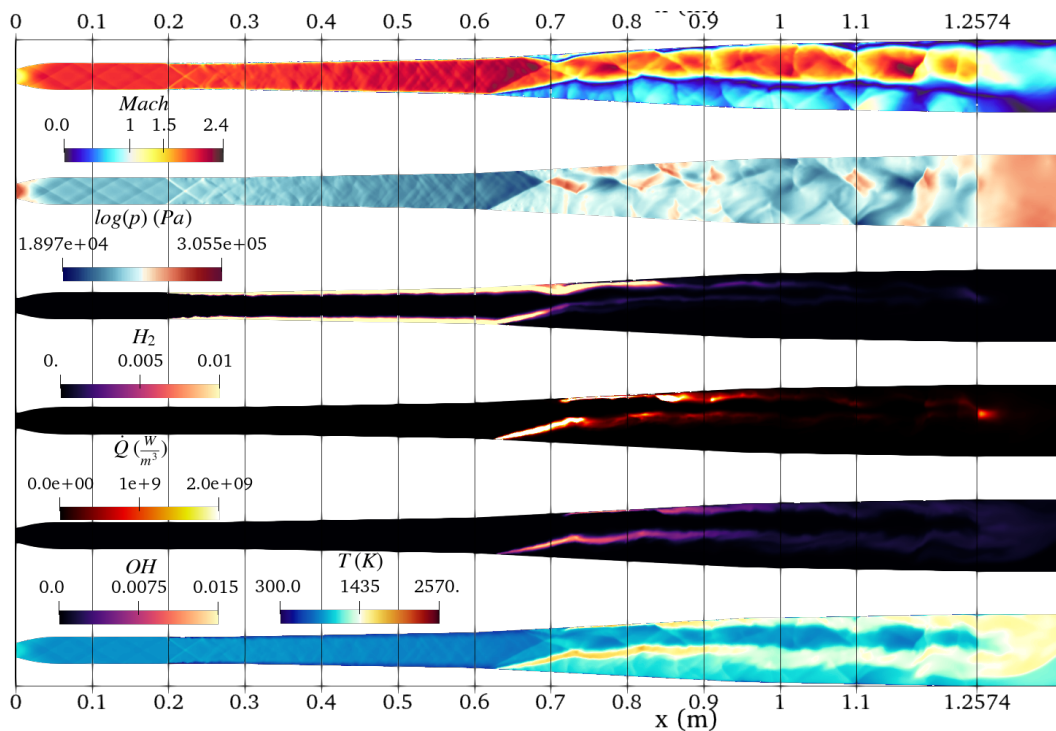 0 0.1 0.2 0.3 0.4 0.5 0.6 0.7 0.8 0.9 1 1.1 1.2574
Mach
0.0 1 1.5 2.4
log(p) (Pa)
1.897e+04 3.055e+05
H₂
0. 0.005 0.01
Q̇ (W/m³)
0.0e+00 1e+9 2.0e+09
OH
0.0 0.0075 0.015
T (K)
300.0 1435 2570.
0 0.1 0.2 0.3 0.4 0.5 0.6 0.7 0.8 0.9 1 1.1 1.2574
x (m)